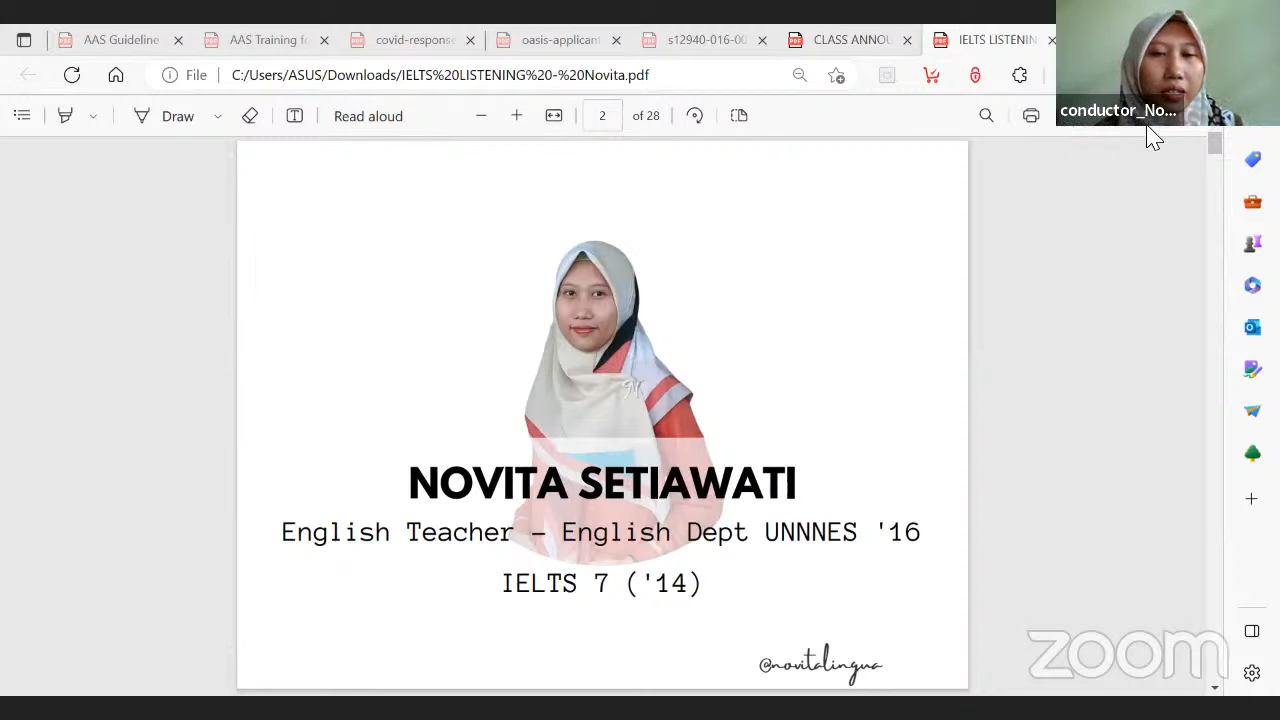 AAS Guideline
AAS Training fo
covid-response
oasis-applicant
s12940-016-00
CLASS ANNOU
IELTS LISTENIN
File
C:/Users/ASUS/Downloads/IELTS%20LISTENING%20-%20Novita.pdf
conductor_No...
Draw
Read aloud
2
of 28
NOVITA SETIAWATI
English Teacher – English Dept UNNNES '16
IELTS 7 ('14)
@novitalingua
zoom